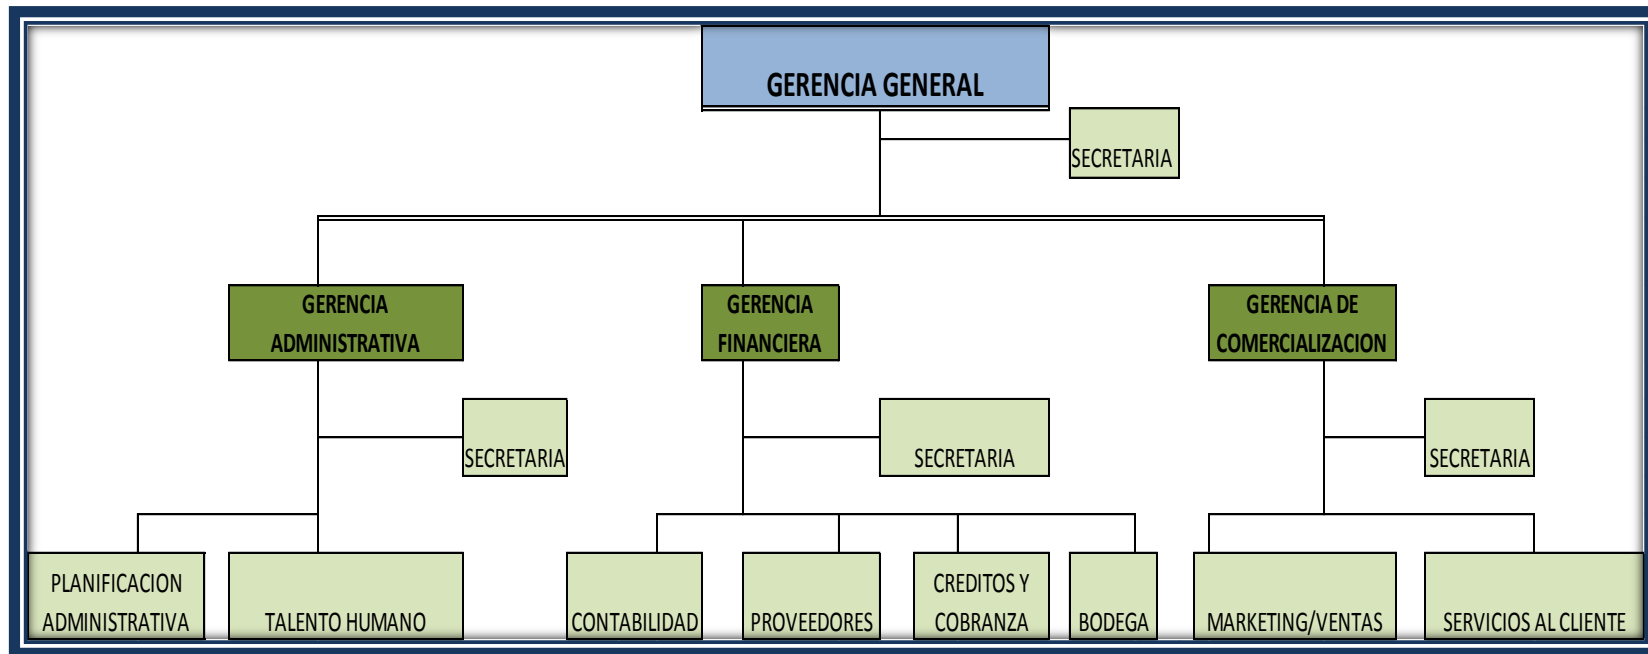 GERENCIA GENERAL
SECRETARIA
GERENCIA
ADMINISTRATIVA
GERENCIA
FINANCIERA
GERENCIA DE
COMERCIALIZACION
SECRETARIA
SECRETARIA
SECRETARIA
PLANIFICACION
ADMINISTRATIVA
TALENTO HUMANO
CONTABILIDAD
PROVEEDORES
CREDITOS Y
COBRANZA
BODEGA
MARKETING/VENTAS
SERVICIOS AL CLIENTE